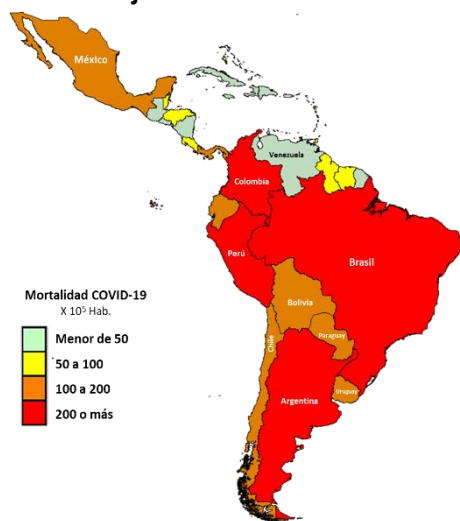 México
Venezuala
Colombia
Perú
Brasil
Bolivia
Paraguay
Chile
Uruguay
Argentina
Mortalidad COVID-19
X 10⁵ Hab.
Menor de 50
50 a 100
100 a 200
200 o más